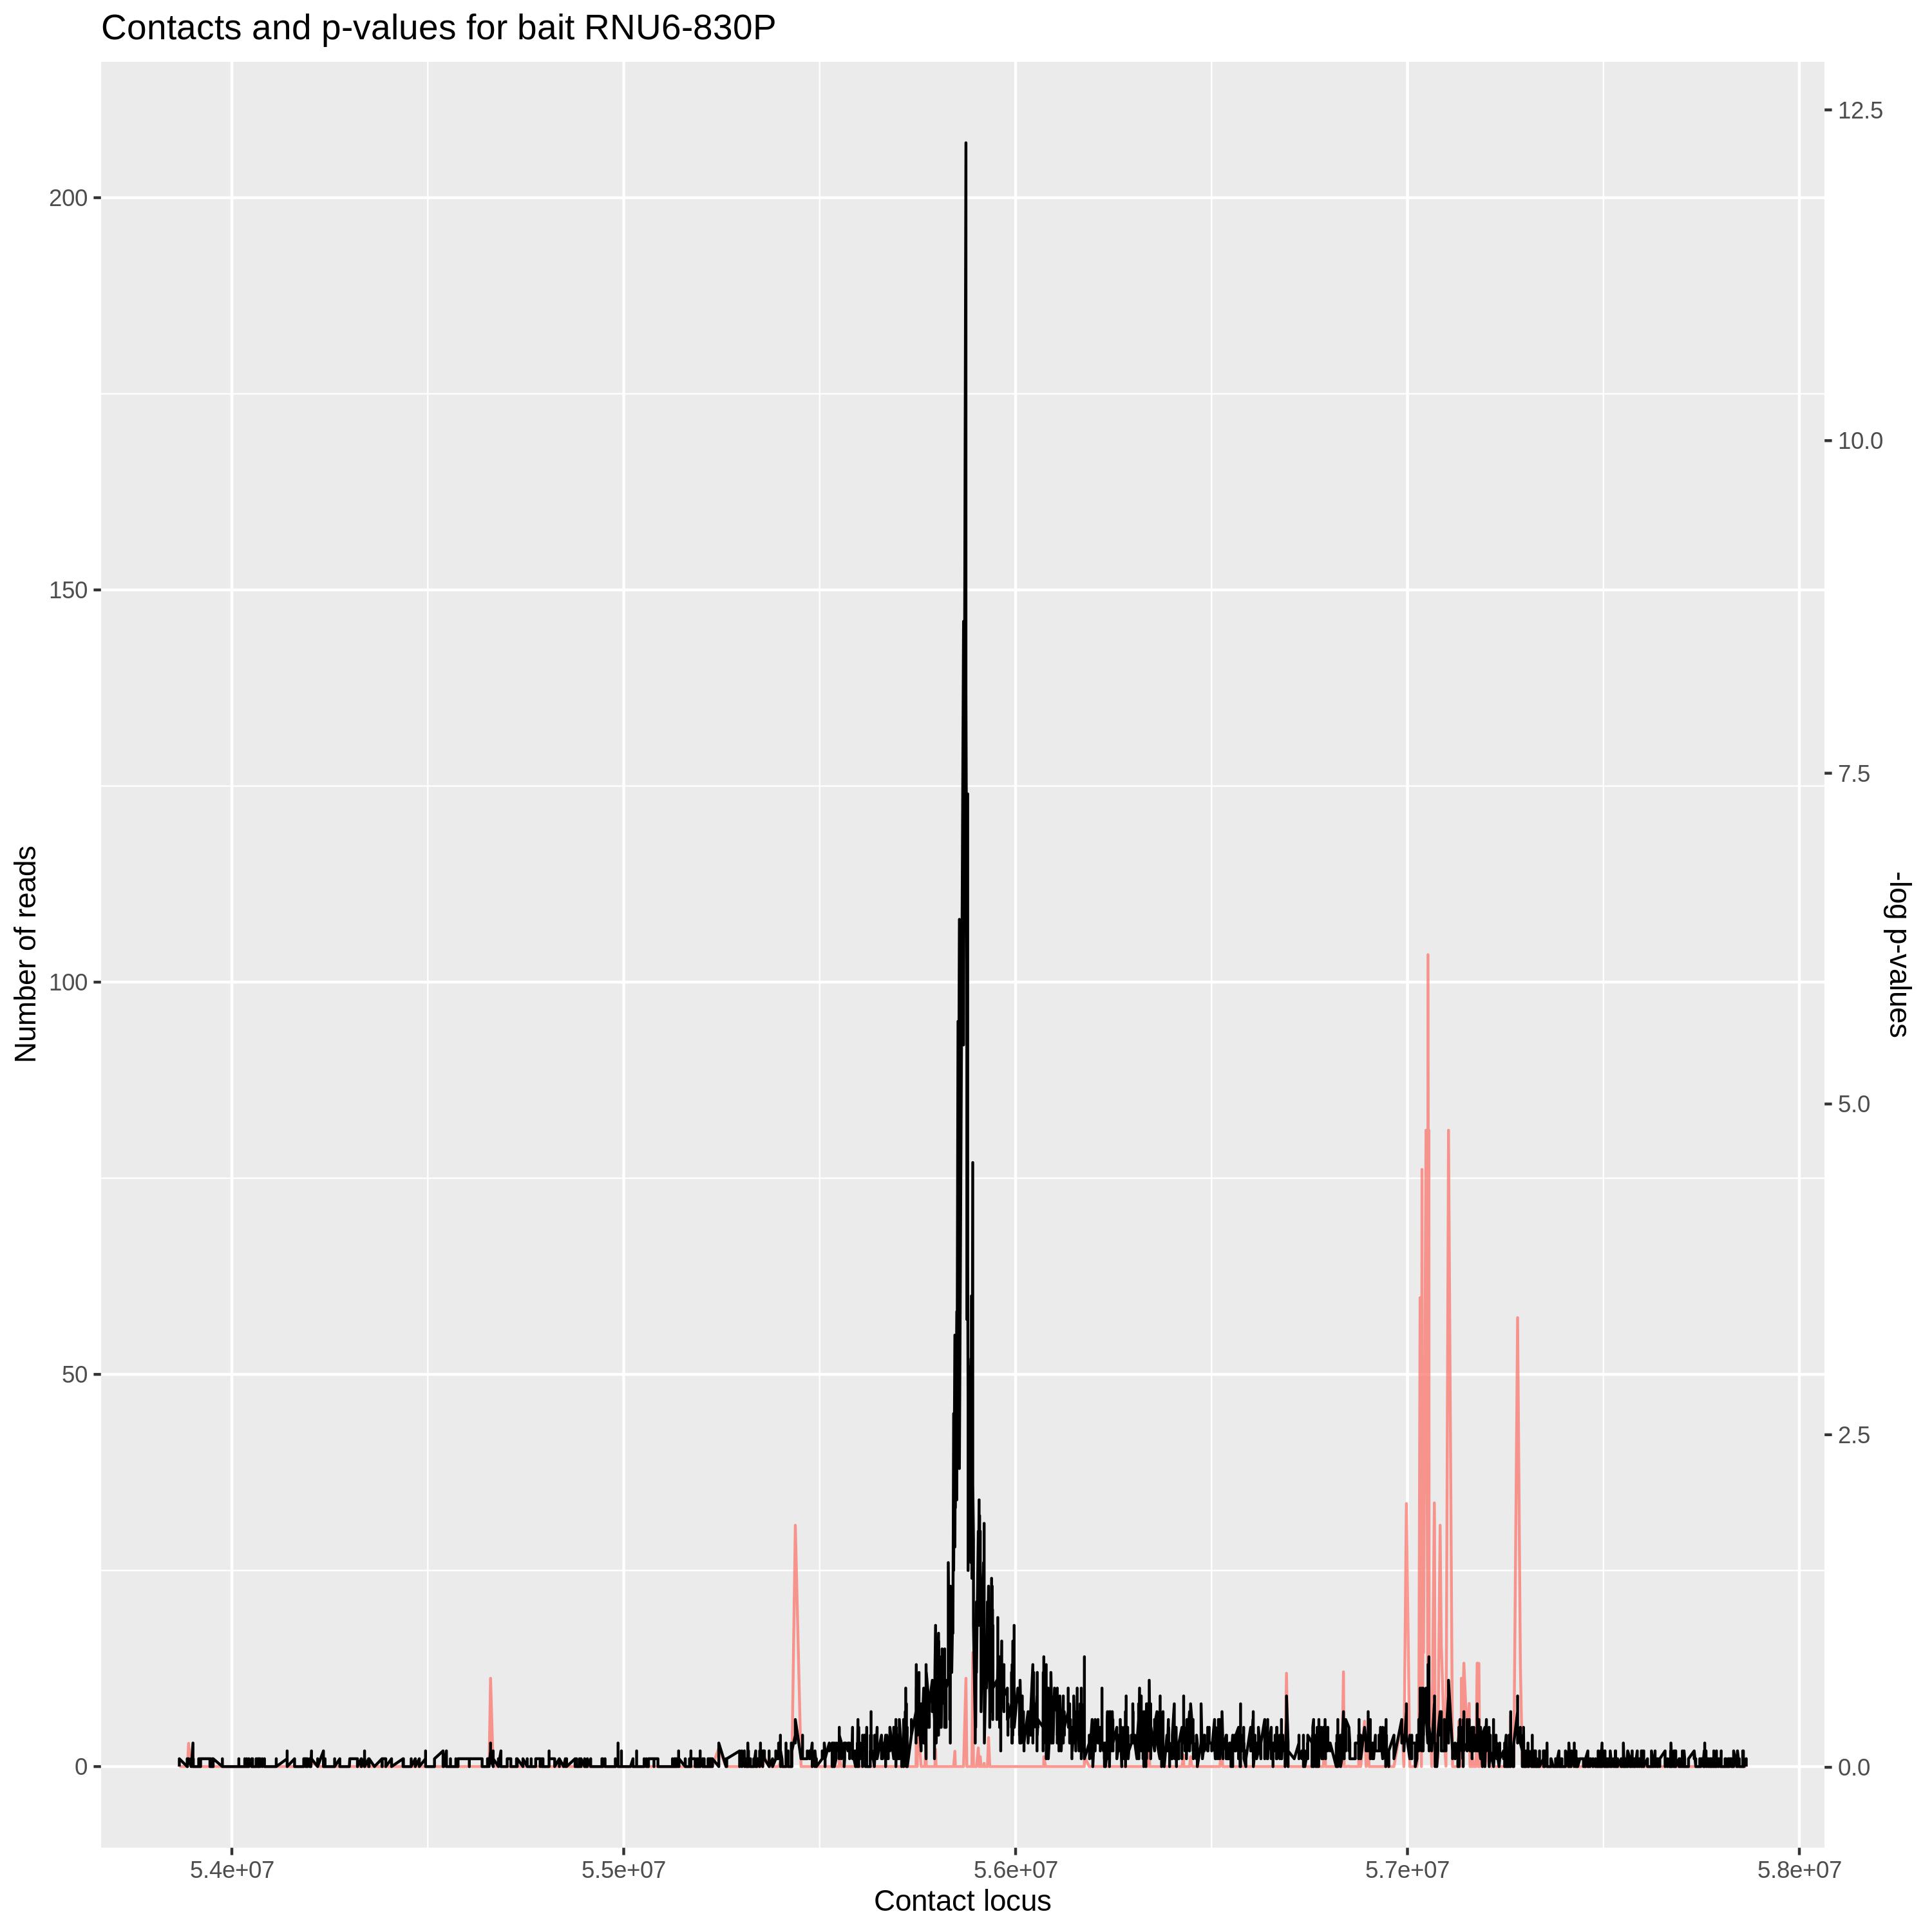 Contacts and p-values for bait RNU6-830P
200
150
100
50
0
Number of reads
12.5
10.0
7.5
5.0
2.5
0.0
-log p-values
5.4e+07
5.5e+07
5.6e+07
5.7e+07
5.8e+07
Contact locus